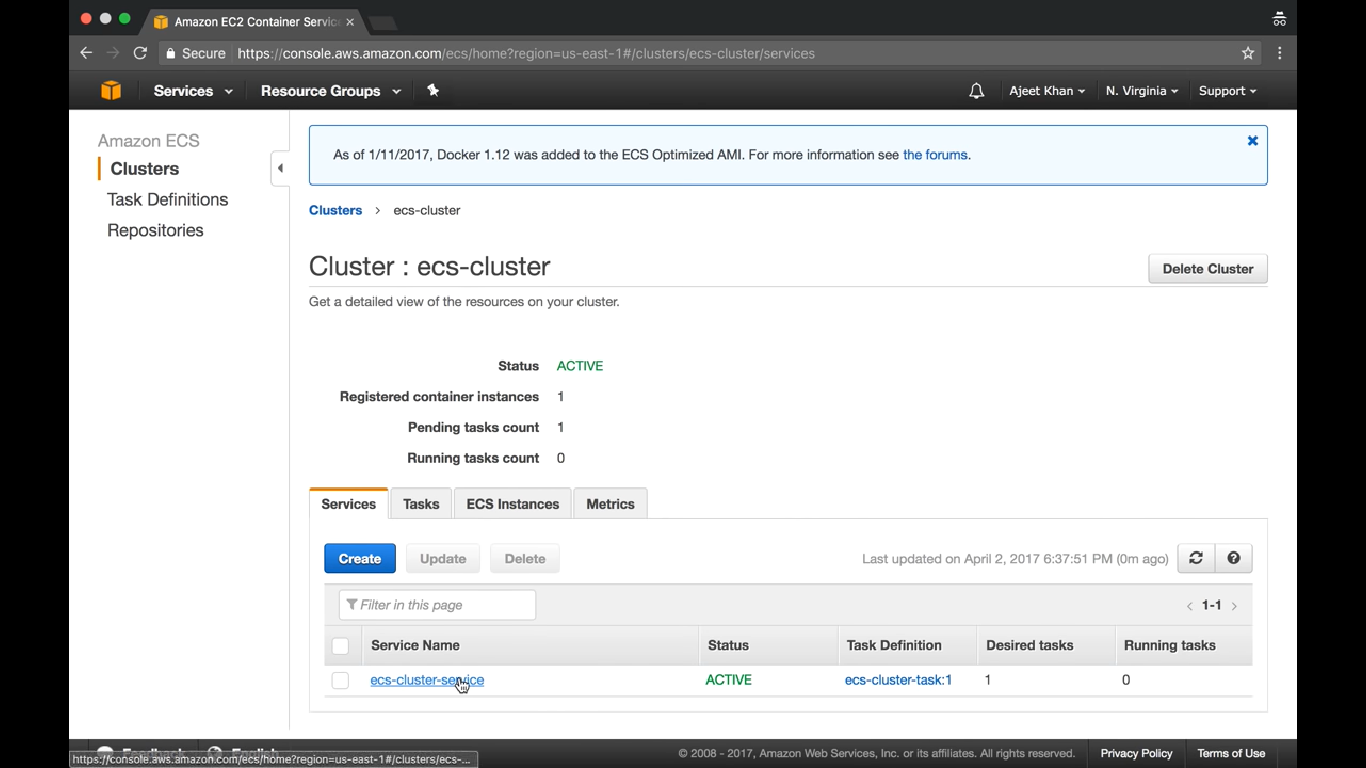 Amazon EC2 Container Servic
Secure https://console.aws.amazon.com/ecs/home?region=us-east-1#/clusters/ecs-cluster/services
Services Resource Groups Ajeet Khan N. Virginia Support
Amazon ECS
Clusters
Task Definitions
Repositories
As of 1/11/2017, Docker 1.12 was added to the ECS Optimized AMI. For more information see the forums.
Clusters > ecs-cluster
Cluster : ecs-cluster
Delete Cluster
Get a detailed view of the resources on your cluster.
Status ACTIVE
Registered container instances 1
Pending tasks count 1
Running tasks count 0
Services Tasks ECS Instances Metrics
Create Update Delete Last updated on April 2, 2017 6:37:51 PM (0m ago)
Filter in this page < 1-1 >
Service Name Status Task Definition Desired tasks Running tasks
ecs-cluster-service ACTIVE ecs-cluster-task:1 1 0
Feedback English © 2008 - 2017, Amazon Web Services, Inc. or its affiliates. All rights reserved. Privacy Policy Terms of Use
https://console.aws.amazon.com/ecs/home?region=us-east-1#/clusters/ecs-...